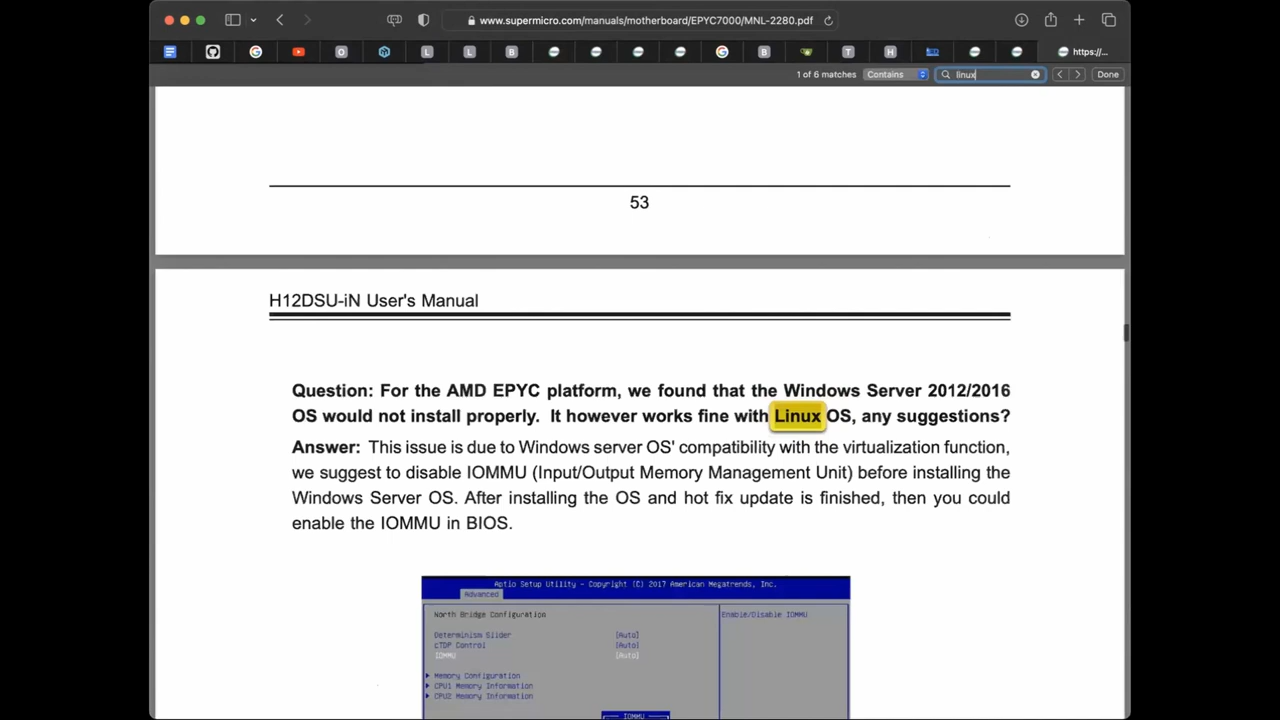 www.supermicro.com/manuals/motherboard/EPYC7000/MNL-2280.pdf
https://...
1 of 6 matches Contains linux Done
53
H12DSU-iN User's Manual
Question: For the AMD EPYC platform, we found that the Windows Server 2012/2016
OS would not install properly. It however works fine with Linux OS, any suggestions?
Answer: This issue is due to Windows server OS' compatibility with the virtualization function,
we suggest to disable IOMMU (Input/Output Memory Management Unit) before installing the
Windows Server OS. After installing the OS and hot fix update is finished, then you could
enable the IOMMU in BIOS.
Aptio Setup Utility - Copyright (C) 2017 American Megatrends, Inc.
Advanced
North Bridge Configuration
Enable/Disable IOMMU
Determinism Slider [Auto]
cTDP Control [Auto]
IOMMU [Auto]
Memory Configuration
CPU1 Memory Information
CPU2 Memory Information
IOMMU